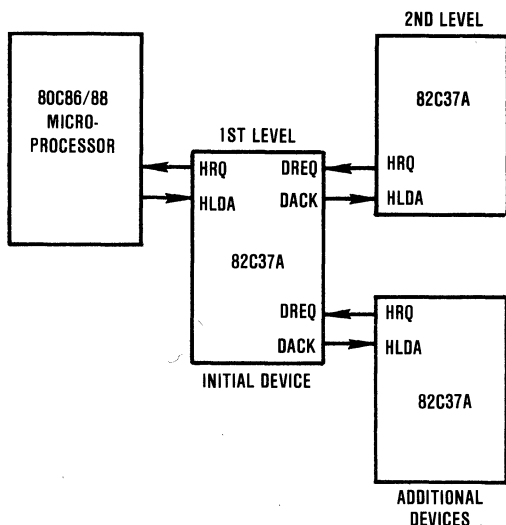 80C86/88
MICRO-
PROCESSOR
1ST LEVEL
HRQ
HLDA
DREQ
DACK
82C37A
DREQ
DACK
INITIAL DEVICE
2ND LEVEL
82C37A
HRQ
HLDA
HRQ
HLDA
82C37A
ADDITIONAL
DEVICES